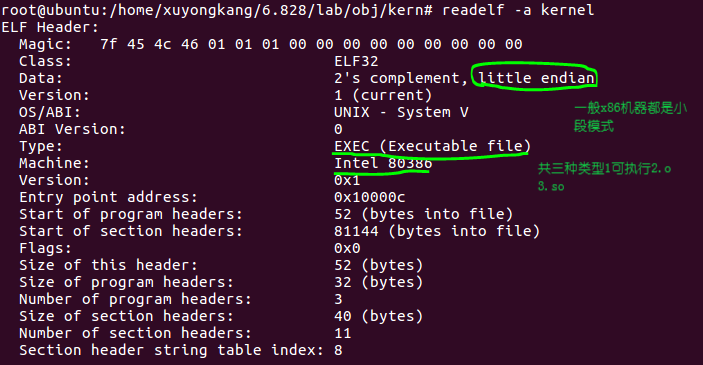 root@ubuntu:/home/xuyongkang/6.828/lab/obj/kern# readelf -a kernel
ELF Header:
  Magic:   7f 45 4c 46 01 01 01 00 00 00 00 00 00 00 00 00
  Class:                             ELF32
  Data:                              2's complement, little endian
  Version:                           1 (current)
  OS/ABI:                            UNIX - System V
  ABI Version:                       0
  Type:                              EXEC (Executable file)
  Machine:                           Intel 80386
  Version:                           0x1
  Entry point address:               0x10000c
  Start of program headers:          52 (bytes into file)
  Start of section headers:          81144 (bytes into file)
  Flags:                             0x0
  Size of this header:               52 (bytes)
  Size of program headers:           32 (bytes)
  Number of program headers:         3
  Size of section headers:           40 (bytes)
  Number of section headers:         11
  Section header string table index: 8
一般x86机器都是小
段模式
共三种类型1可执行2.o
3.so